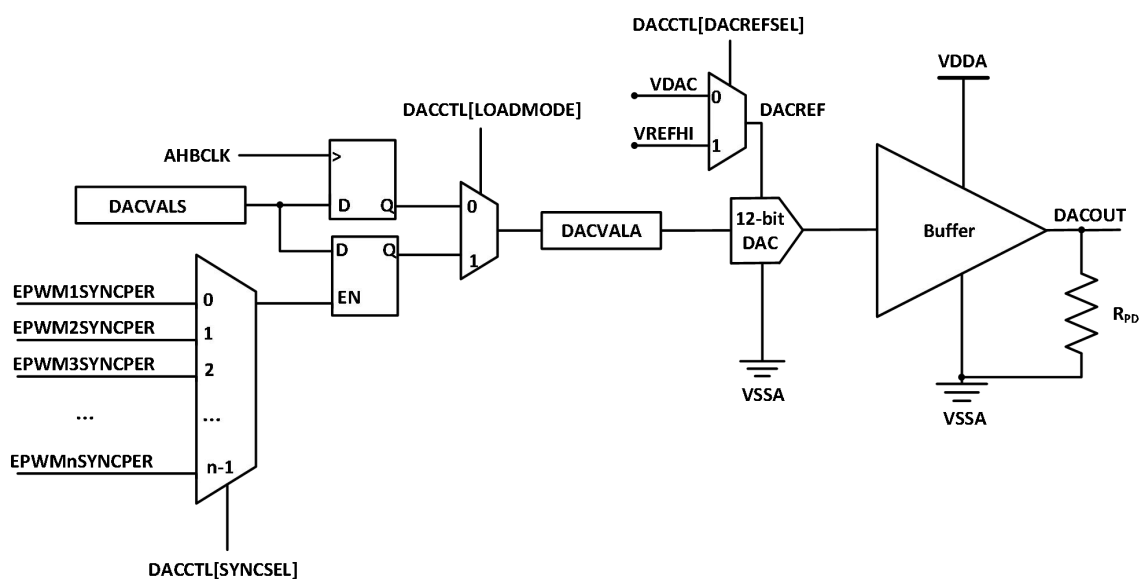 DACCTL[DACREFSEL]
VDDA
VDAC
0
DACREF
VREFHI
1
DACCTL[LOADMODE]
AHBCLK
>
D
Q
0
DACVALS
D
Q
1
EN
DACVALA
12-bit
DAC
Buffer
DACOUT
RPD
VSSA
VSSA
EPWM1SYNCPER
0
EPWM2SYNCPER
1
EPWM3SYNCPER
2
...
...
EPWMnSYNCPER
n-1
DACCTL[SYNCSEL]